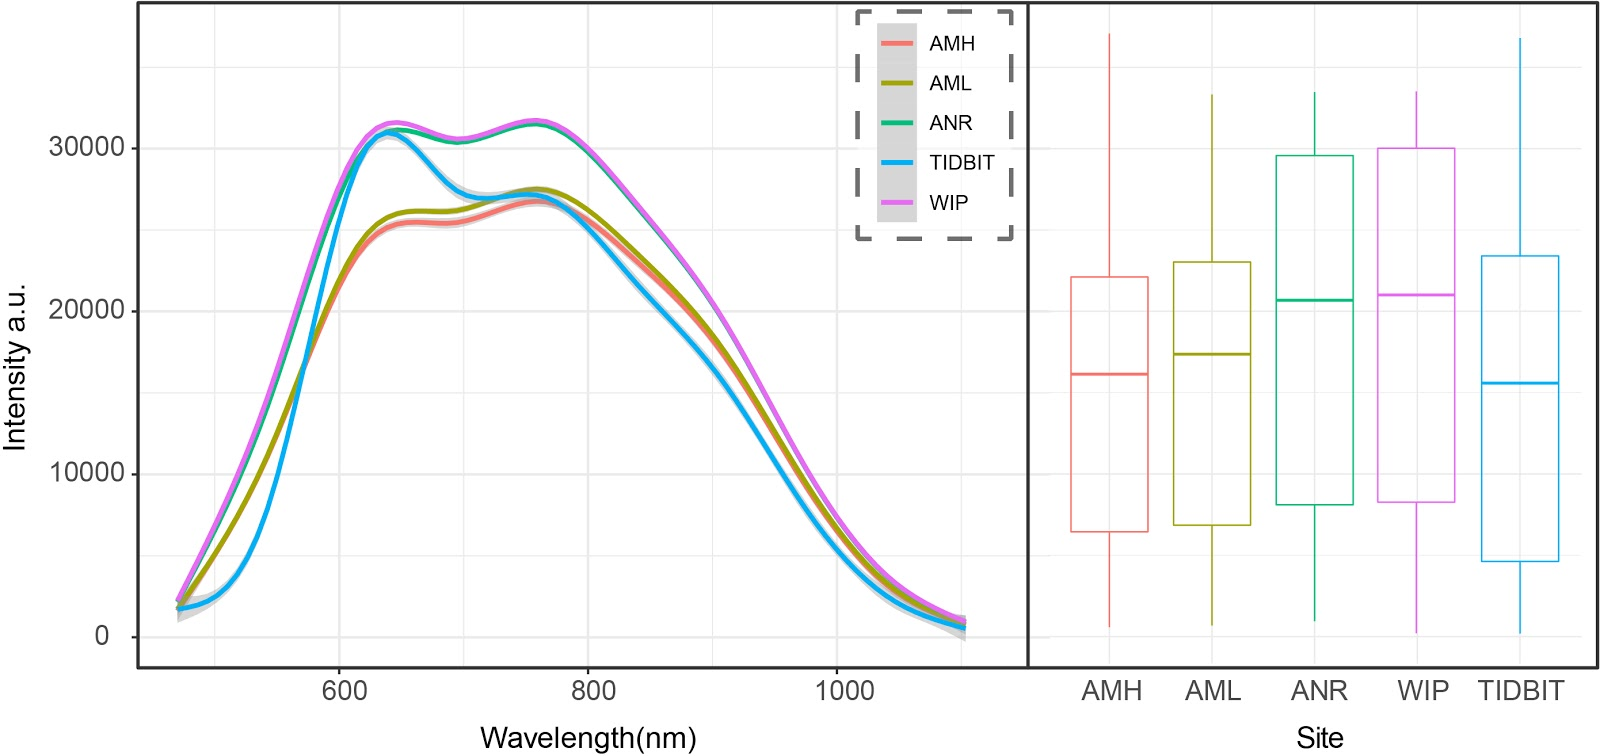 AMH
AML
ANR
TIDBIT
WIP
30000
20000
10000
0
Intensity a.u.
600 800 1000
Wavelength(nm)
AMH AML ANR WIP TIDBIT
Site